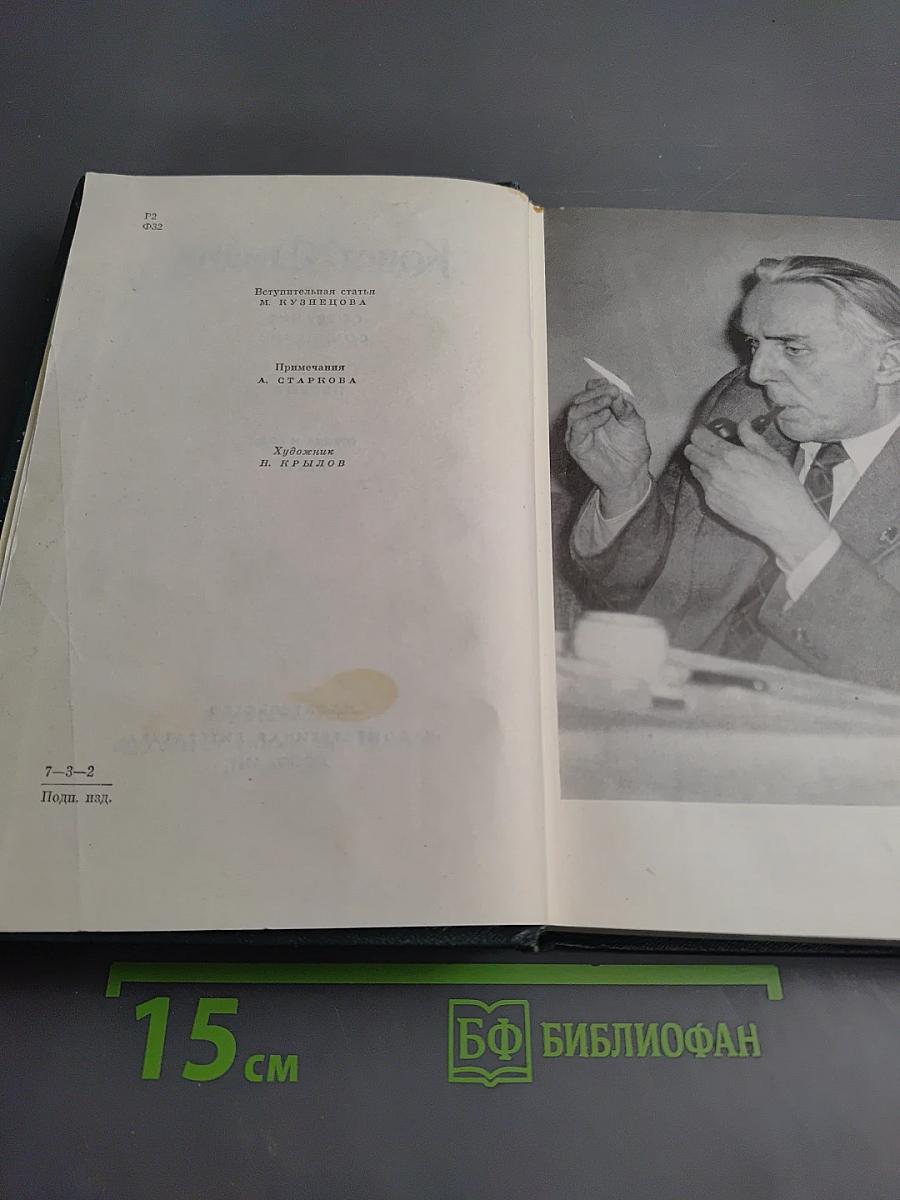 Р2
Ф32
Вступительная статья
М. КУЗНЕЦОВА
Примечания
А. СТАРКОВА
Художник
Н. КРЫЛОВ
7—3—2
Подп. изд.
15 см
БФ БИБЛИОФАН